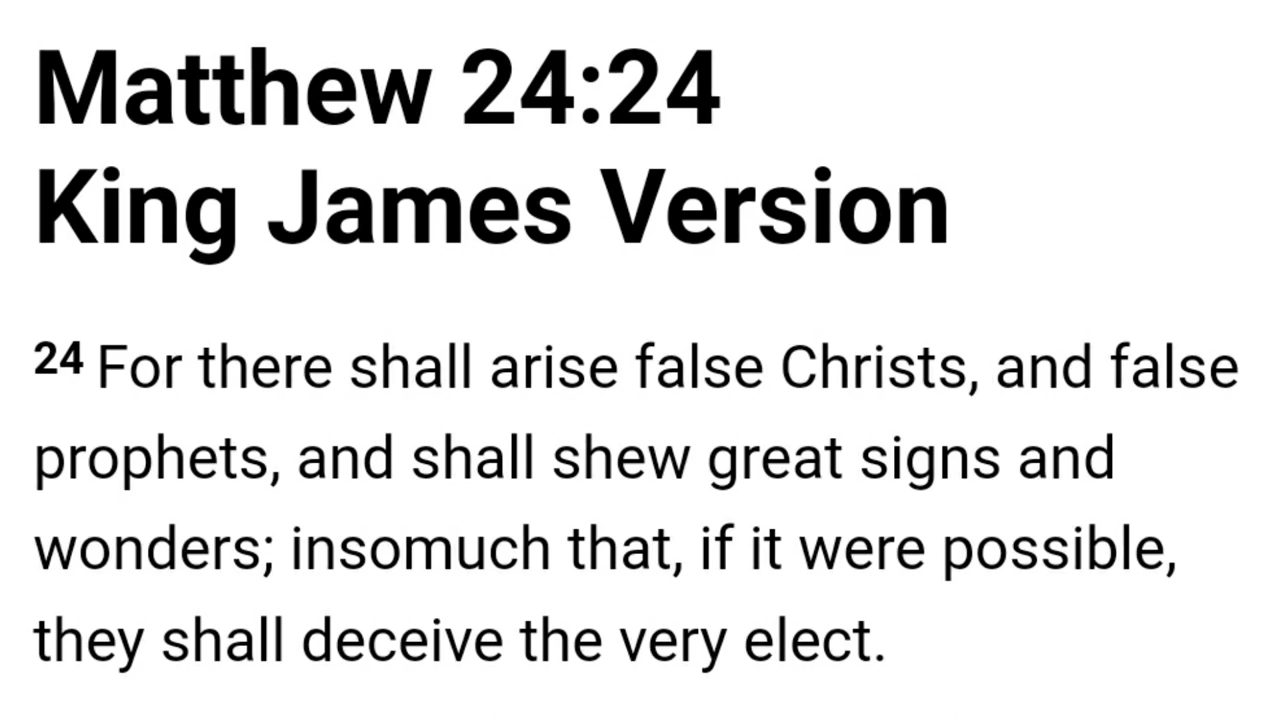 Matthew 24:24
King James Version
24 For there shall arise false Christs, and false
prophets, and shall shew great signs and
wonders; insomuch that, if it were possible,
they shall deceive the very elect.